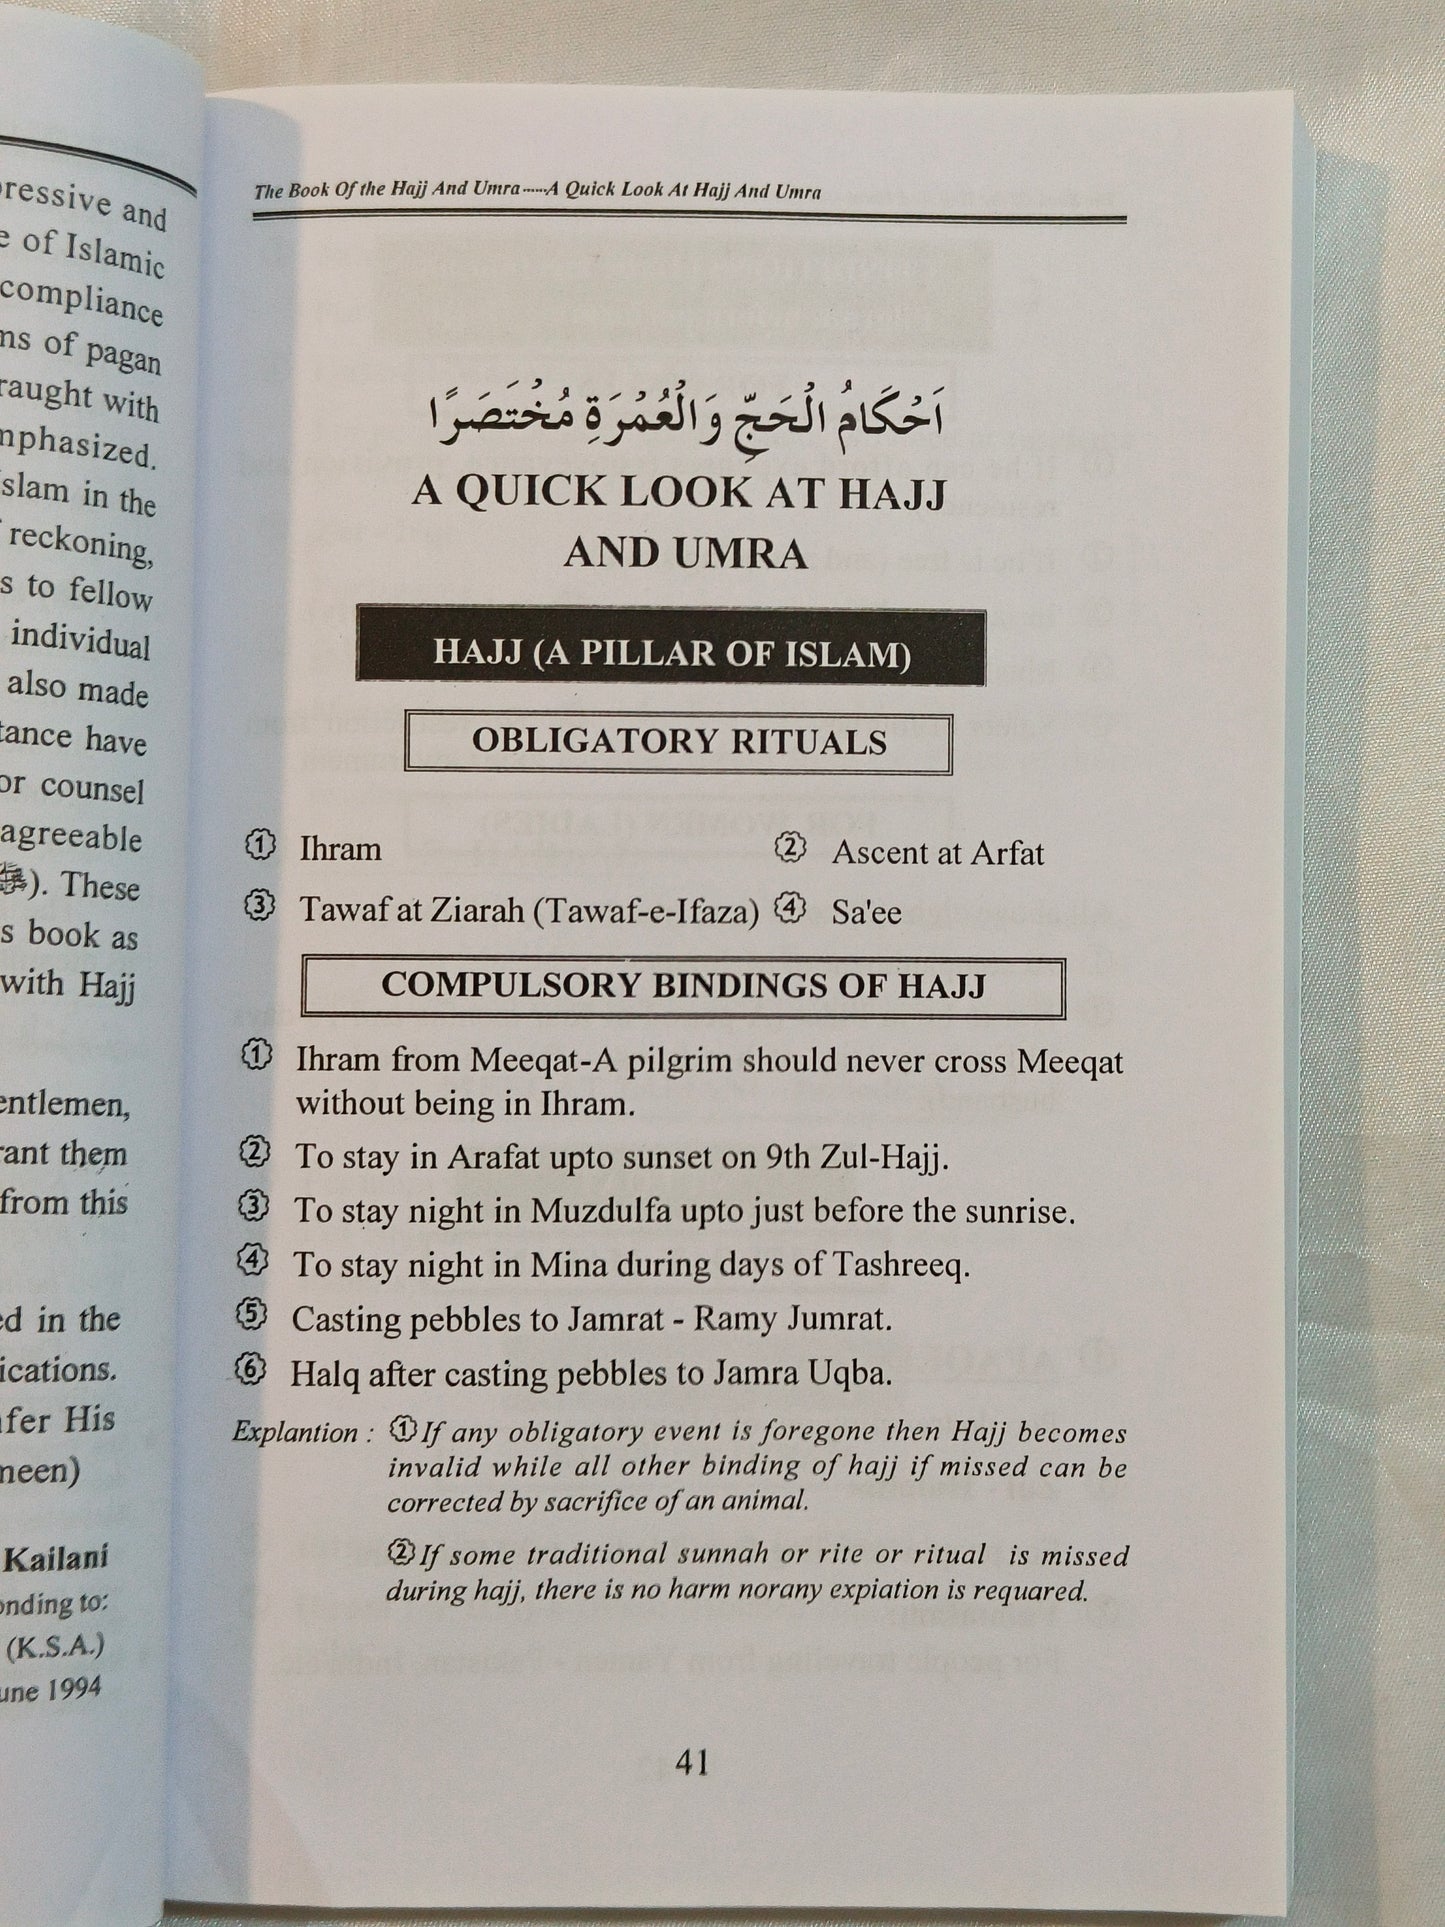 pressive and
e of Islamic
compliance
ms of pagan
raught with
mphasized.
slam in the
f reckoning,
s to fellow
individual
also made
tance have
or counsel
agreeable
ﷺ). These
s book as
with Hajj
entlemen,
rant them
from this
ed in the
ications.
nfer His
meen)
Kailani
onding to:
(K.S.A.)
une 1994
The Book Of the Hajj And Umra-----A Quick Look At Hajj And Umra
اَحْكَامُ الْحَجِّ وَالْعُمْرَةِ مُخْتَصَرًا
A QUICK LOOK AT HAJJ
AND UMRA
HAJJ (A PILLAR OF ISLAM)
OBLIGATORY RITUALS
① Ihram ② Ascent at Arfat
③ Tawaf at Ziarah (Tawaf-e-Ifaza) ④ Sa'ee
COMPULSORY BINDINGS OF HAJJ
① Ihram from Meeqat-A pilgrim should never cross Meeqat
without being in Ihram.
② To stay in Arafat upto sunset on 9th Zul-Hajj.
③ To stay night in Muzdulfa upto just before the sunrise.
④ To stay night in Mina during days of Tashreeq.
⑤ Casting pebbles to Jamrat - Ramy Jumrat.
⑥ Halq after casting pebbles to Jamra Uqba.
Explantion : ①If any obligatory event is foregone then Hajj becomes
invalid while all other binding of hajj if missed can be
corrected by sacrifice of an animal.
②If some traditional sunnah or rite or ritual is missed
during hajj, there is no harm norany expiation is requared.
41